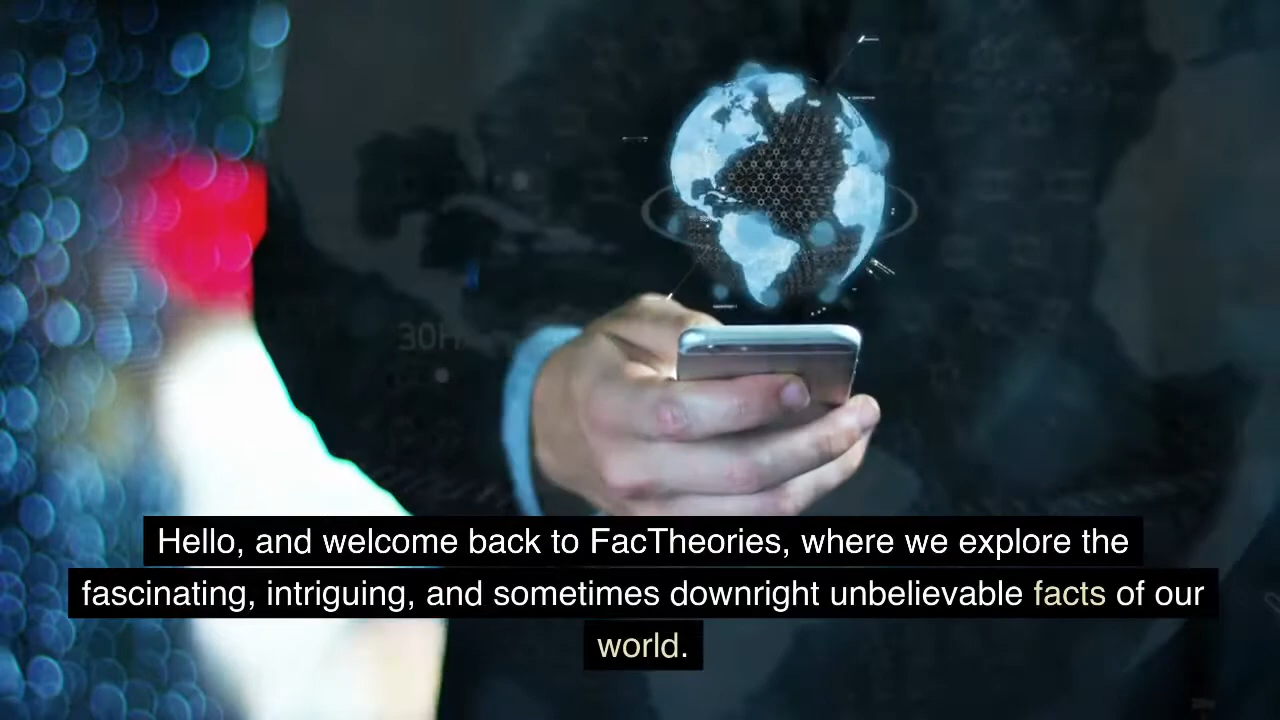 30H
Hello, and welcome back to FacTheories, where we explore the
fascinating, intriguing, and sometimes downright unbelievable facts of our
world.